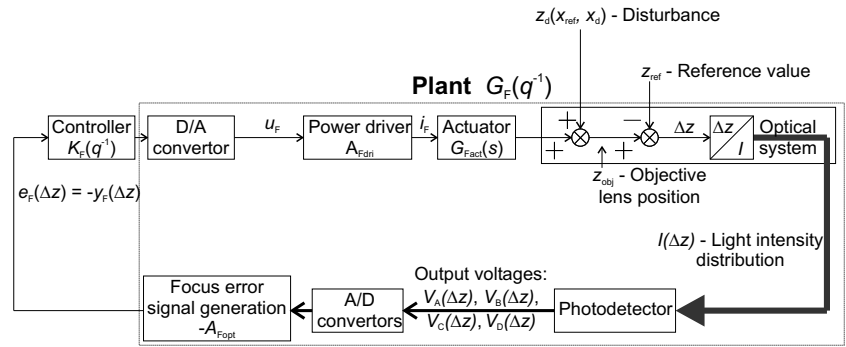 z_d(x_ref, x_d) - Disturbance
Plant G_F(q^-1)
z_ref - Reference value
Controller
K_F(q^-1)
D/A
convertor
u_F
Power driver
A_Fdri
i_F
Actuator
G_Fact(s)
+
+
−
+
Δz
Δz
I
Optical
system
z_obj - Objective
lens position
e_F(Δz) = -y_F(Δz)
I(Δz) - Light intensity
distribution
Focus error
signal generation
-A_Fopt
A/D
convertors
Output voltages:
V_A(Δz), V_B(Δz),
V_C(Δz), V_D(Δz)
Photodetector